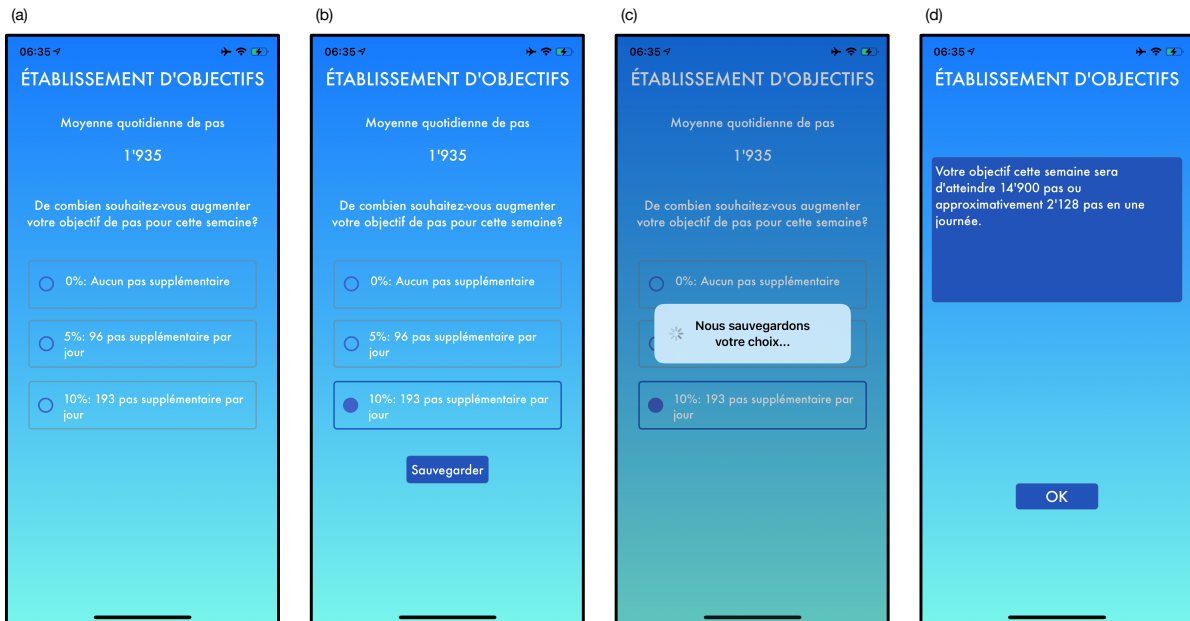 (a)
06:35
ÉTABLISSEMENT D'OBJECTIFS
Moyenne quotidienne de pas
1'935
De combien souhaitez-vous augmenter
votre objectif de pas pour cette semaine?
0%: Aucun pas supplémentaire
5%: 96 pas supplémentaire par
jour
10%: 193 pas supplémentaire par
jour
(b)
06:35
ÉTABLISSEMENT D'OBJECTIFS
Moyenne quotidienne de pas
1'935
De combien souhaitez-vous augmenter
votre objectif de pas pour cette semaine?
0%: Aucun pas supplémentaire
5%: 96 pas supplémentaire par
jour
10%: 193 pas supplémentaire par
jour
Sauvegarder
(c)
06:35
ÉTABLISSEMENT D'OBJECTIFS
Moyenne quotidienne de pas
1'935
De combien souhaitez-vous augmenter
votre objectif de pas pour cette semaine?
0%: Aucun pas supplémentaire
Nous sauvegardons
votre choix...
10%: 193 pas supplémentaire par
jour
(d)
06:35
ÉTABLISSEMENT D'OBJECTIFS
Votre objectif cette semaine sera
d'atteindre 14'900 pas ou
approximativement 2'128 pas en une
journée.
OK